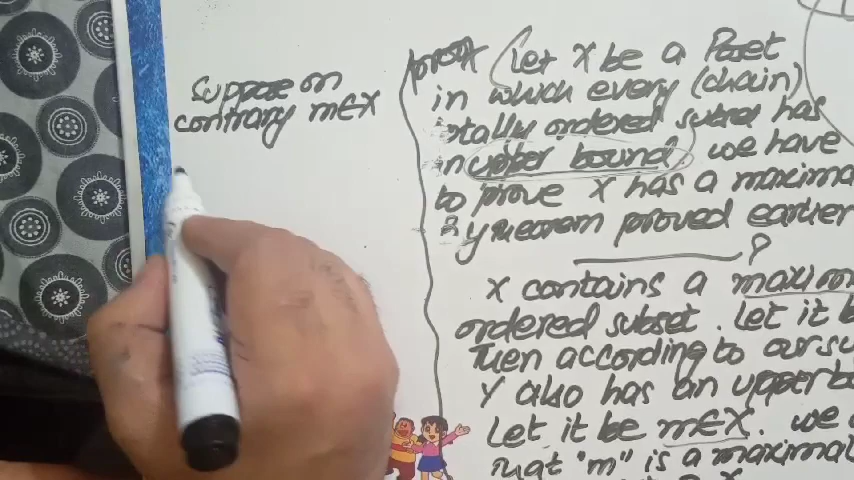 Suppose on
contrary m∈X
proof Let X be a Poset
in which every (chain)
totally ordered subset has
an upper bound we have
to prove X has a maxima
By theorem proved earlier
X contains a maxim
ordered subset. Let it b
Then according to our su
Y also has an upper b
Let it be m∈X. we
that "m" is a maximal